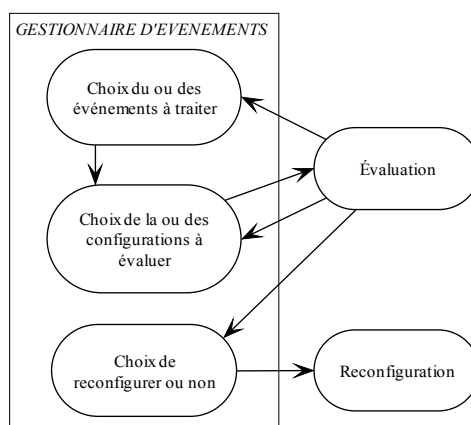 GESTIONNAIRE D'EVENEMENTS
Choix du ou des
événements à traiter
Évaluation
Choix de la ou des
configurations à
évaluer
Choix de
reconfigurer ou non
Reconfiguration